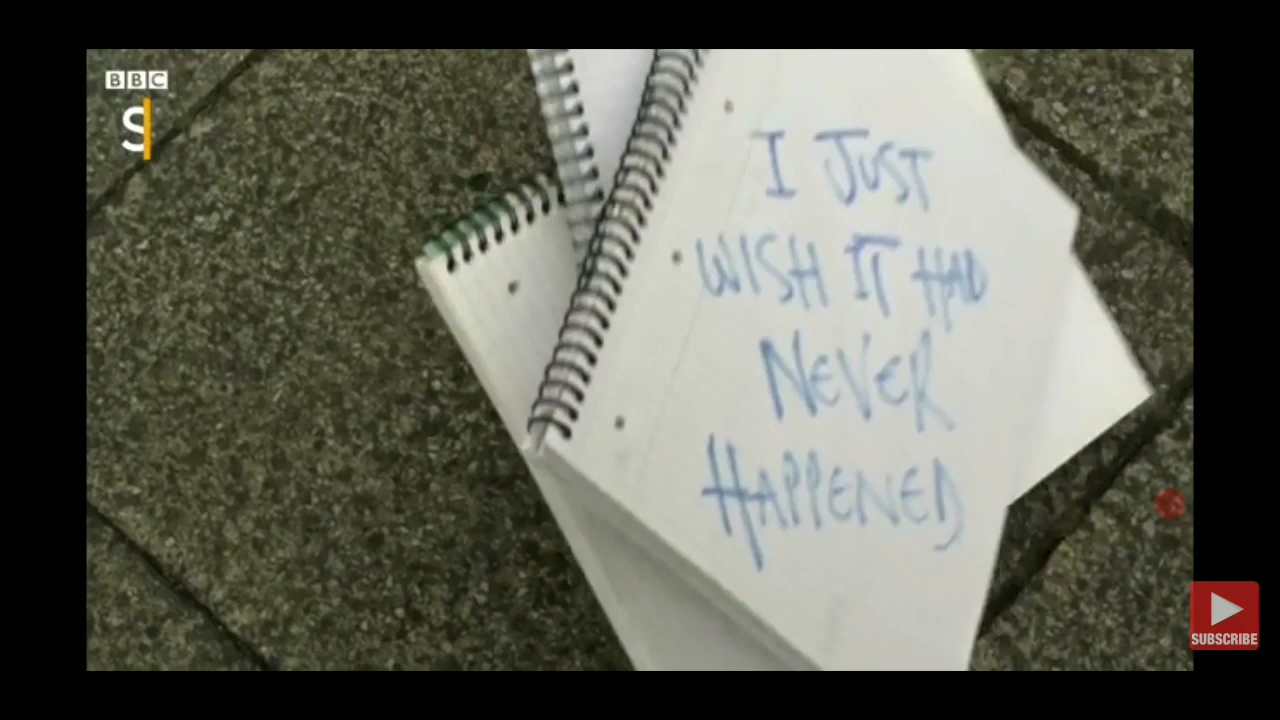 BBC
S
I JUST
WISH IT HAD
NEVER
HAPPENED
SUBSCRIBE